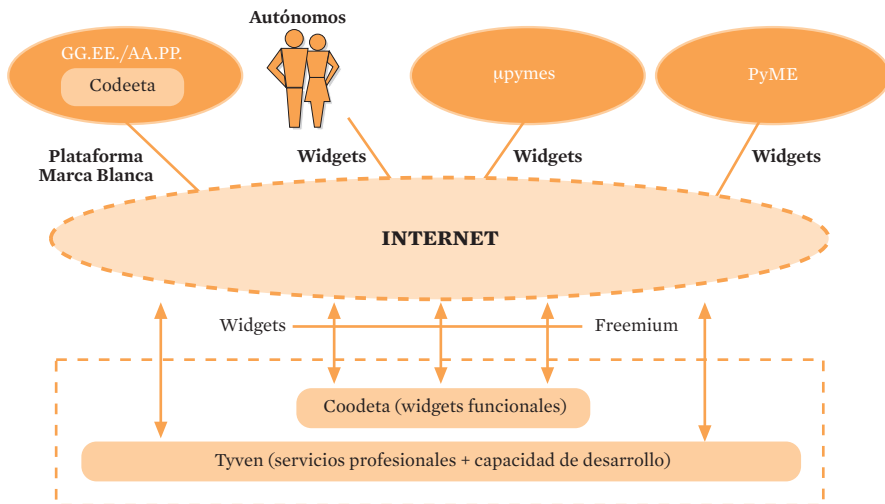 Autónomos
GG.EE./AA.PP.
Codeeta
µpymes
PyME
Plataforma
Marca Blanca
Widgets
Widgets
Widgets
INTERNET
Widgets
Freemium
Coodeta (widgets funcionales)
Tyven (servicios profesionales + capacidad de desarrollo)